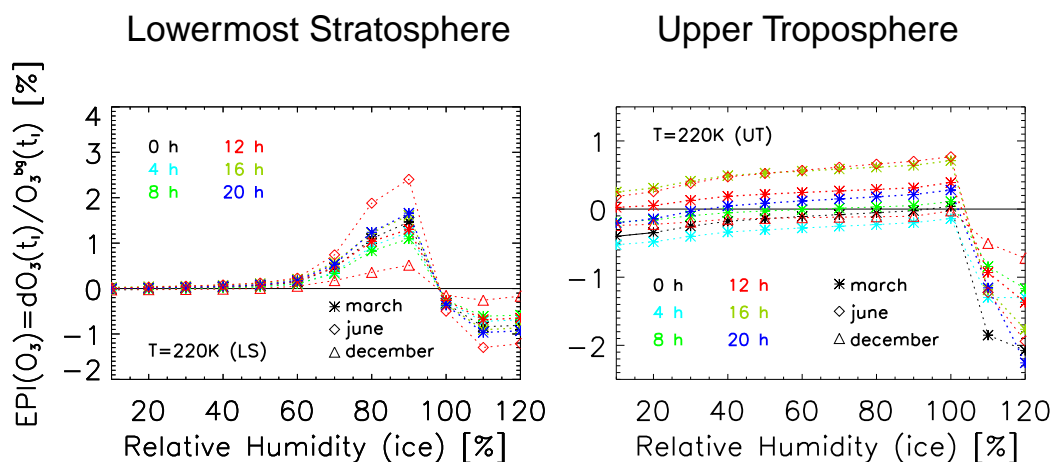 Lowermost Stratosphere
Upper Troposphere
EPI(O3)=dO3(ti)/O3bg(ti) [%]
4
3
2
1
0
−1
−2
0 h 12 h
4 h 16 h
8 h 20 h
march
june
december
T=220K (LS)
20 40 60 80 100 120
Relative Humidity (ice) [%]
1
0
−1
−2
T=220K (UT)
0 h 12 h
4 h 16 h
8 h 20 h
march
june
december
20 40 60 80 100 120
Relative Humidity (ice) [%]